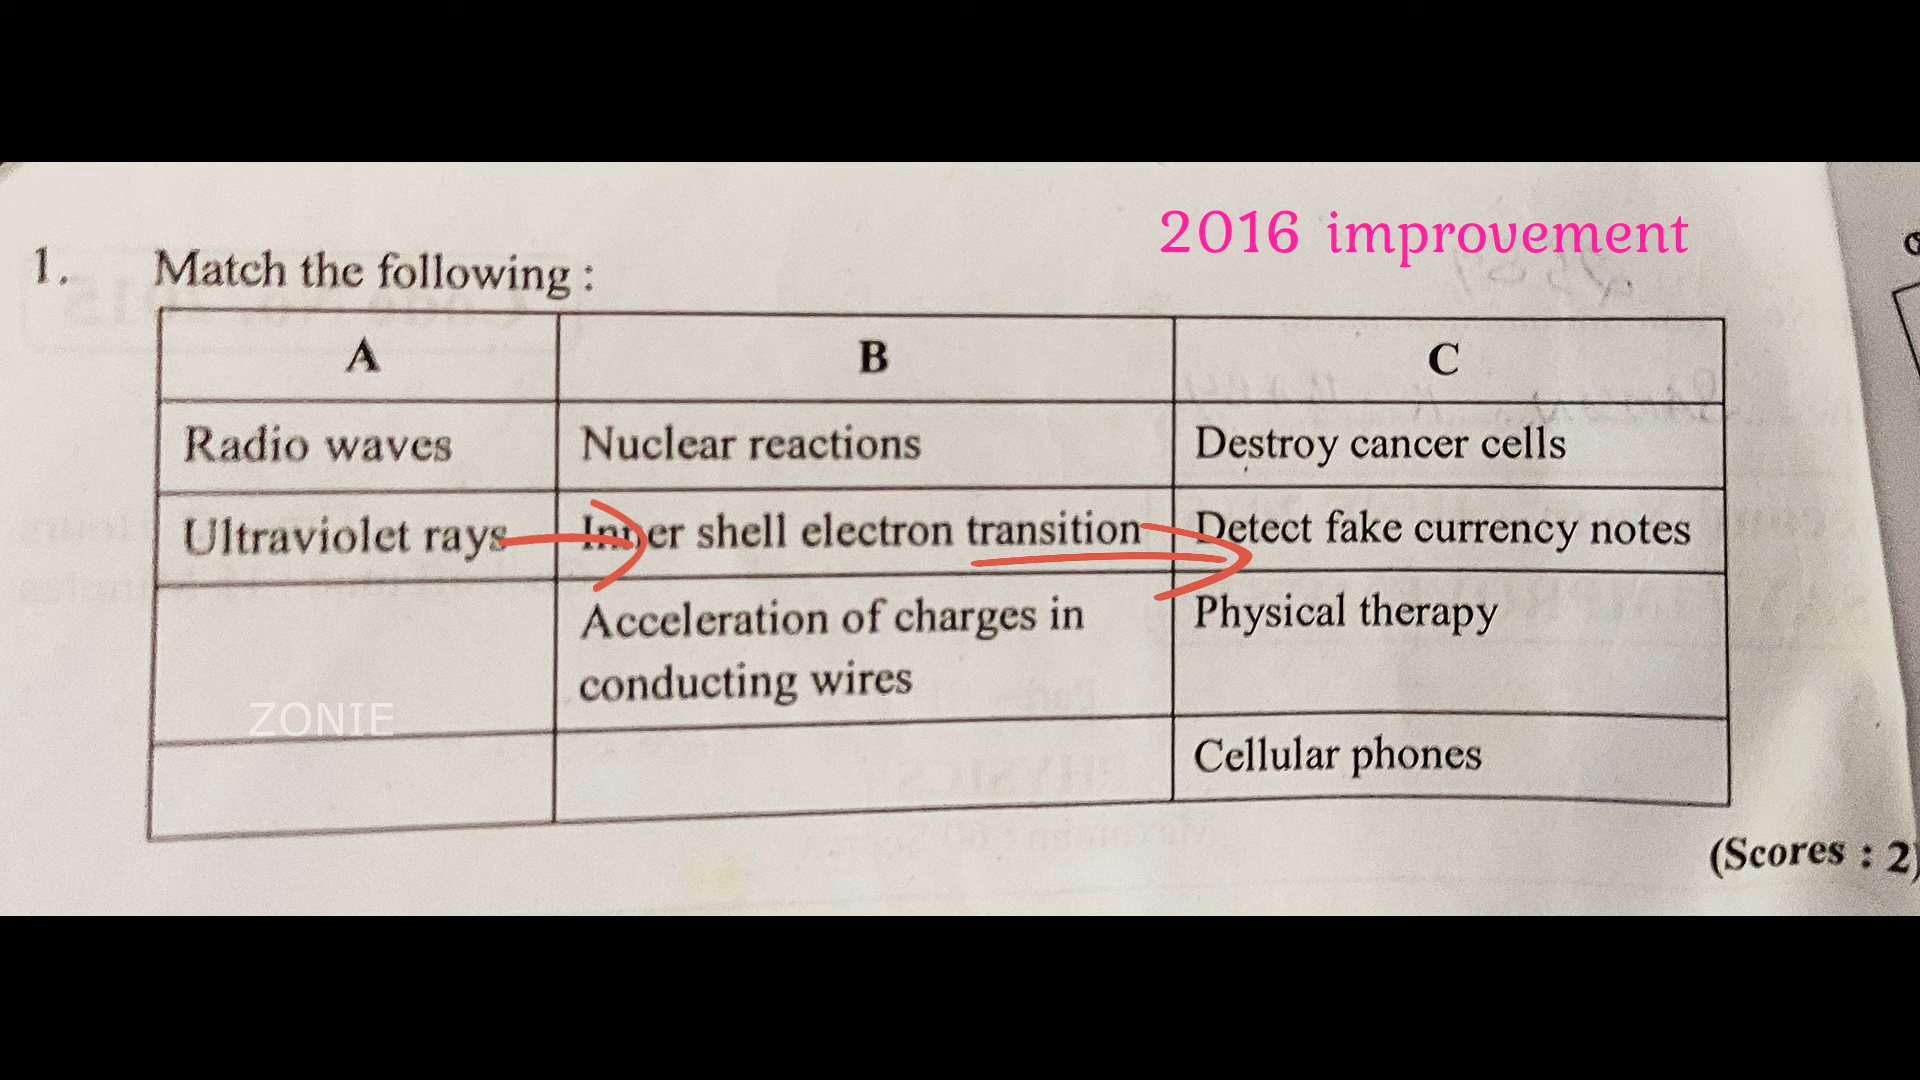 2016 improvement
1. Match the following :
A B C
Radio waves Nuclear reactions Destroy cancer cells
Ultraviolet rays Inner shell electron transition Detect fake currency notes
Acceleration of charges in Physical therapy
conducting wires
ZONIE
Cellular phones
(Scores : 2)